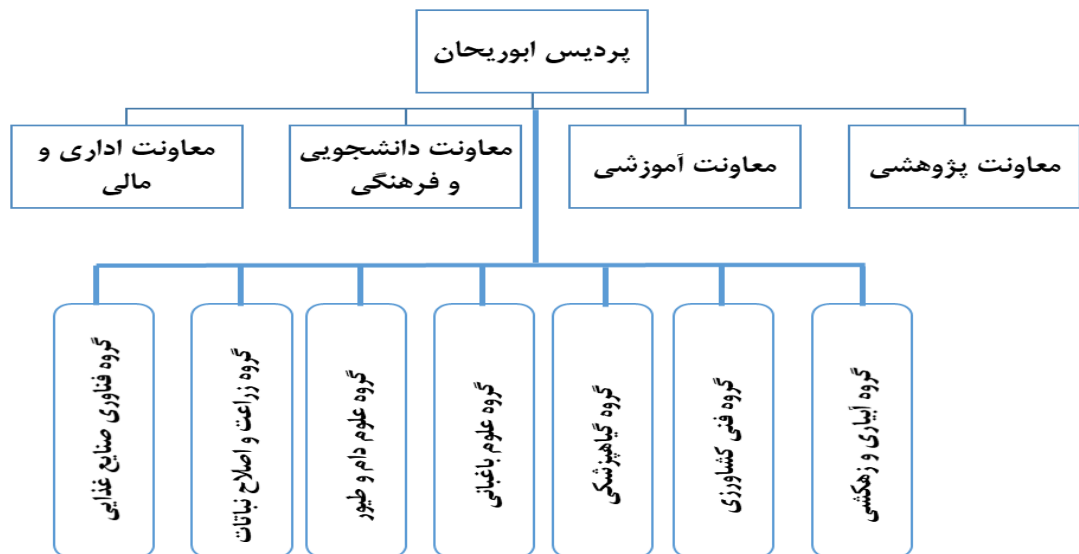 پردیس ابوریحان
معاونت پژوهشی
معاونت آموزشی
معاونت دانشجویی
و فرهنگی
معاونت اداری و
مالی
گروه آبیاری و زهکشی
گروه فنی کشاورزی
گروه گیاهپزشکی
گروه علوم باغبانی
گروه علوم دام و طیور
گروه زراعت و اصلاح نباتات
گروه فناوری صنایع غذایی